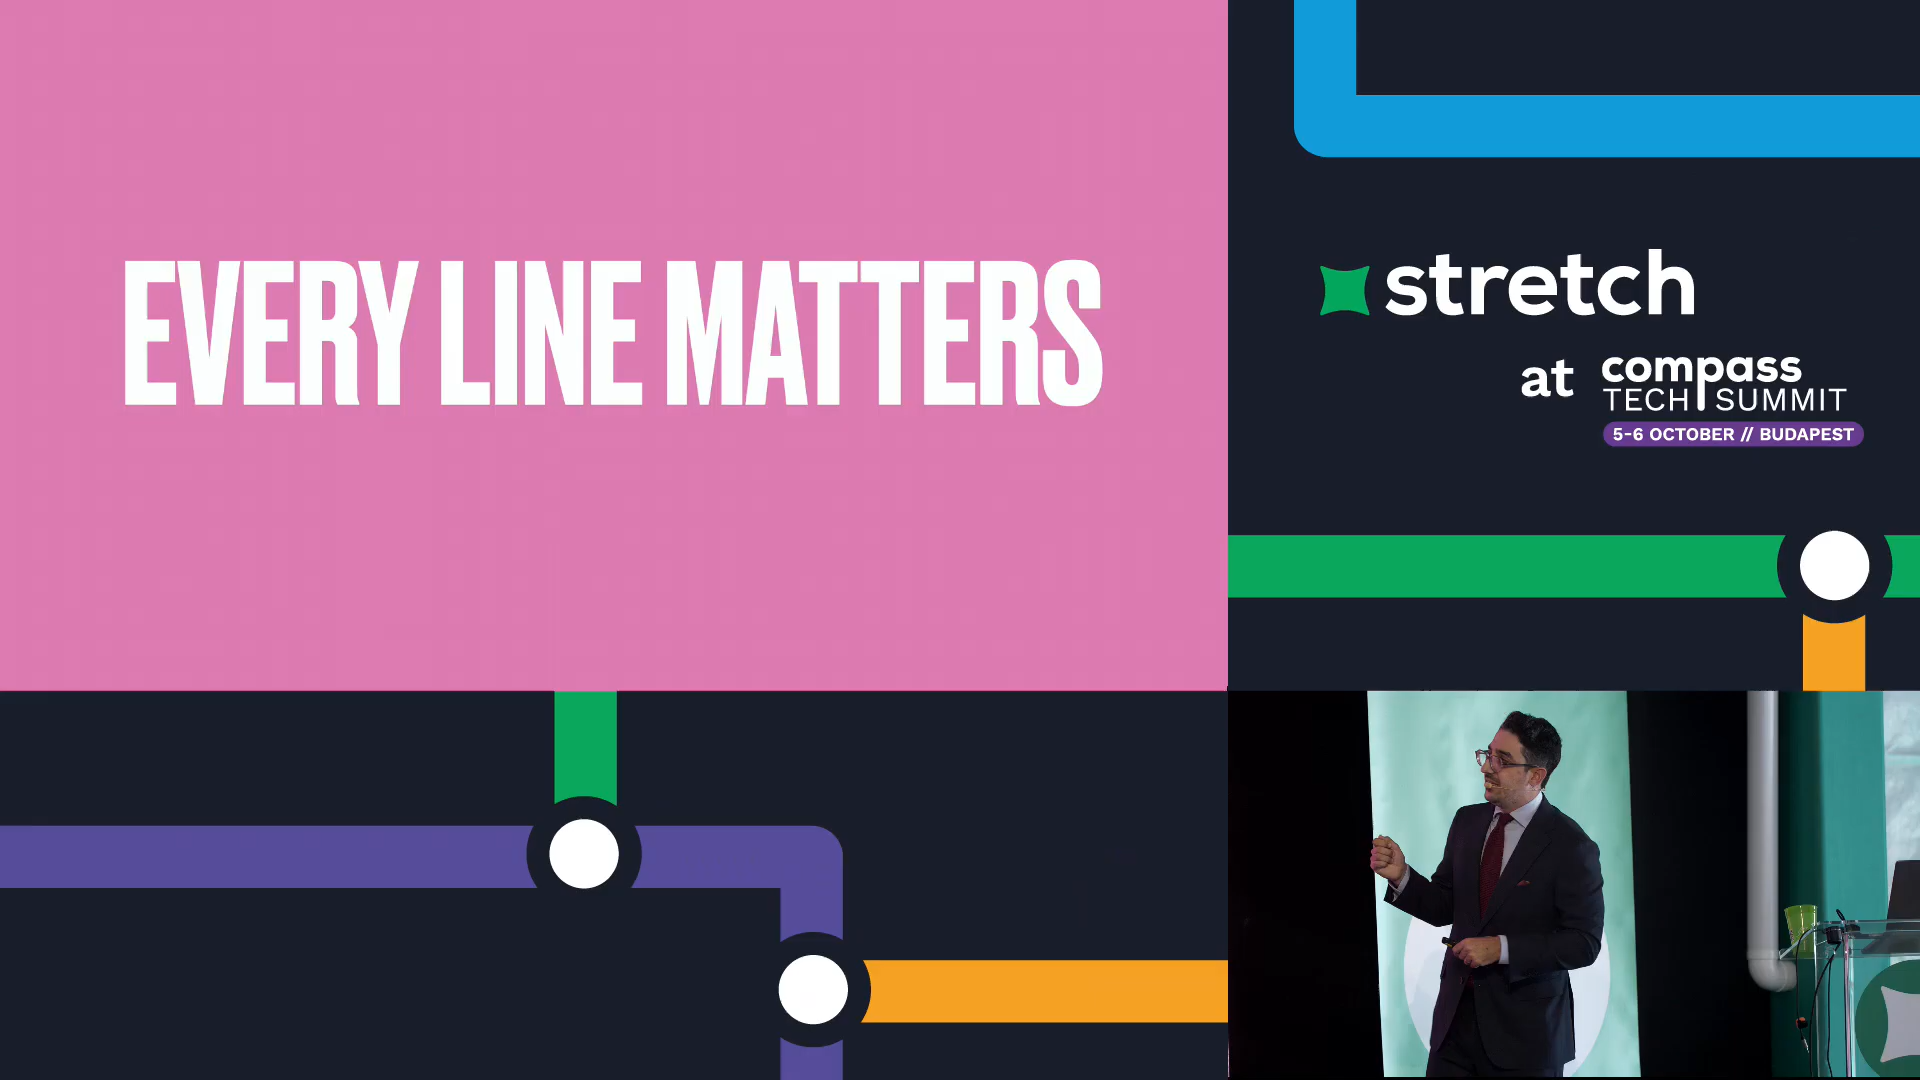 EVERY LINE MATTERS
stretch
at compass
TECH SUMMIT
5-6 OCTOBER // BUDAPEST